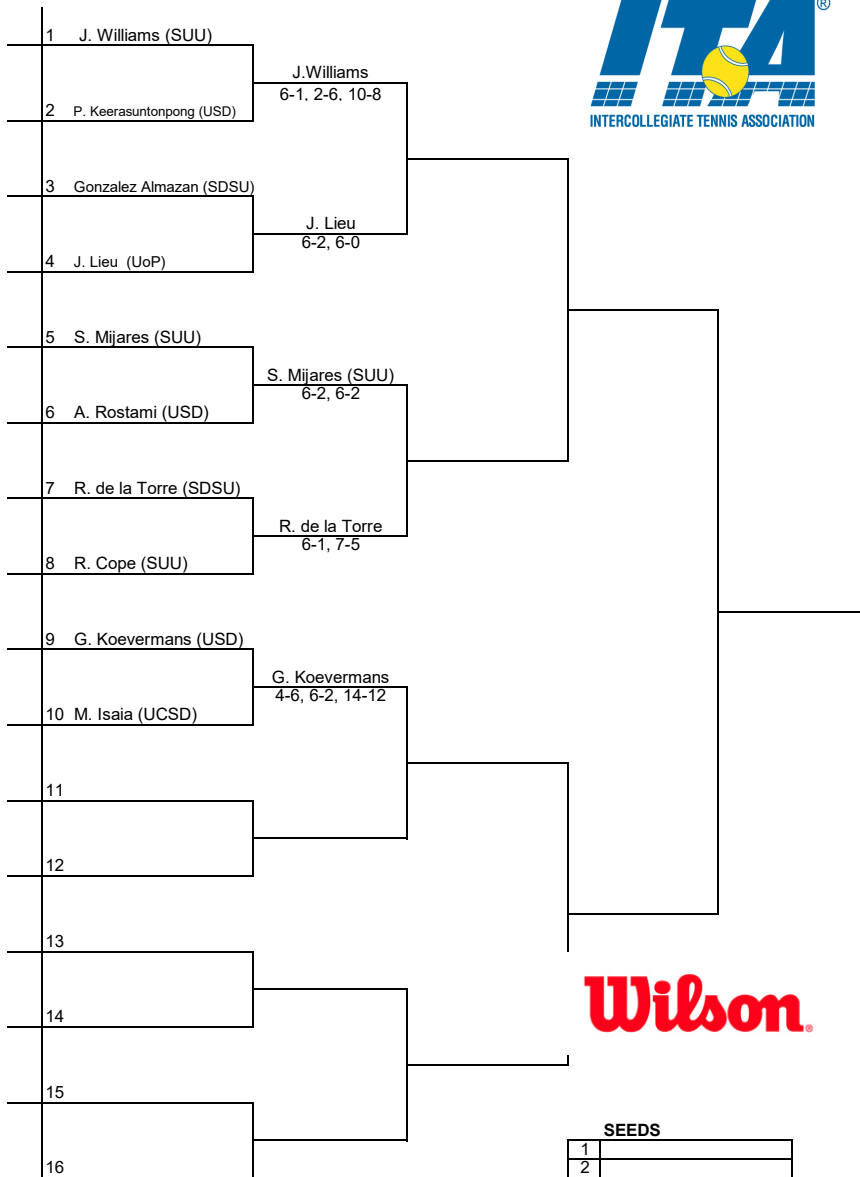 ITA
®
INTERCOLLEGIATE TENNIS ASSOCIATION
1 J. Williams (SUU)
J.Williams
6-1, 2-6, 10-8
2 P. Keerasuntonpong (USD)
3 Gonzalez Almazan (SDSU)
J. Lieu
6-2, 6-0
4 J. Lieu (UoP)
5 S. Mijares (SUU)
S. Mijares (SUU)
6-2, 6-2
6 A. Rostami (USD)
7 R. de la Torre (SDSU)
R. de la Torre
6-1, 7-5
8 R. Cope (SUU)
9 G. Koevermans (USD)
G. Koevermans
4-6, 6-2, 14-12
10 M. Isaia (UCSD)
11
12
13
14
Wilson®
15
16
SEEDS
1
2